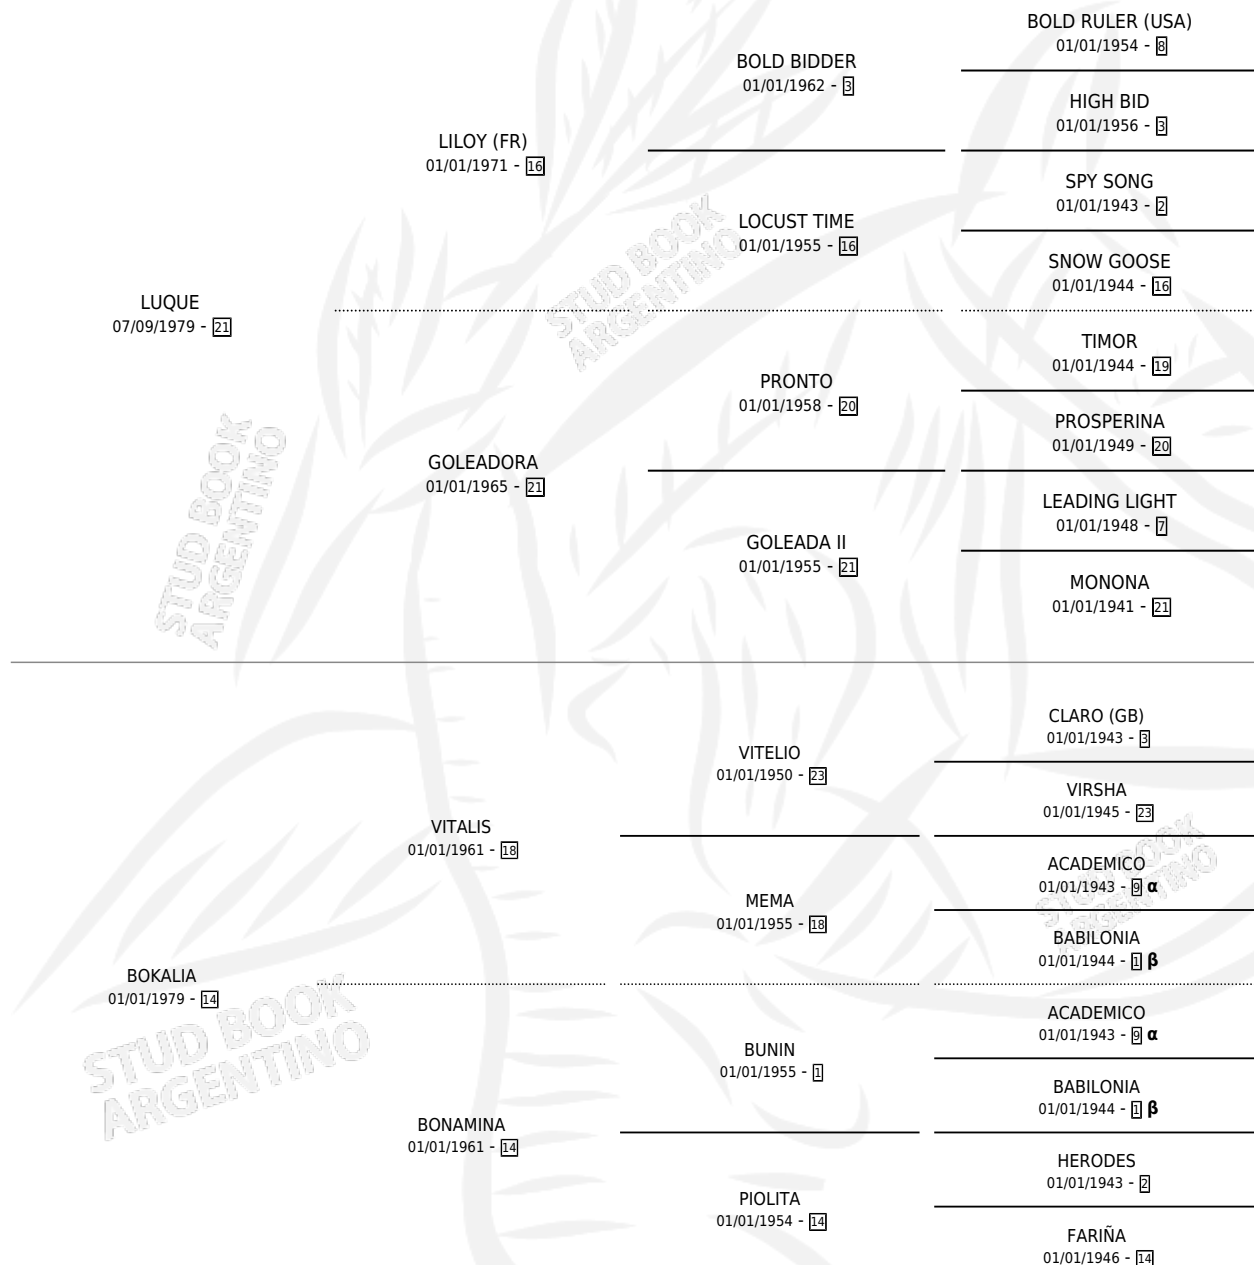 BOLD RULER (USA)
01/01/1954 - 8
BOLD BIDDER
01/01/1962 - 3
HIGH BID
01/01/1956 - 3
LILOY (FR)
01/01/1971 - 16
SPY SONG
01/01/1943 - 2
LOCUST TIME
01/01/1955 - 16
SNOW GOOSE
01/01/1944 - 16
STUD BOOK
ARGENTINO
LUQUE
07/09/1979 - 21
TIMOR
01/01/1944 - 19
PRONTO
01/01/1958 - 20
PROSPERINA
01/01/1949 - 20
GOLEADORA
01/01/1965 - 21
LEADING LIGHT
01/01/1948 - 7
GOLEADA II
01/01/1955 - 21
MONONA
01/01/1941 - 21
STUD BOOK
ARGENTINO
CLARO (GB)
01/01/1943 - 3
VITELIO
01/01/1950 - 23
VIRSHA
01/01/1945 - 23
VITALIS
01/01/1961 - 18
ACADEMICO
01/01/1943 - 9 α
MEMA
01/01/1955 - 18
BABILONIA
01/01/1944 - 1 β
STUD BOOK
ARGENTINO
BOKALIA
01/01/1979 - 14
ACADEMICO
01/01/1943 - 9 α
BUNIN
01/01/1955 - 1
BABILONIA
01/01/1944 - 1 β
STUD BOOK
ARGENTINO
BONAMINA
01/01/1961 - 14
HERODES
01/01/1943 - 2
PIOLITA
01/01/1954 - 14
FARIÑA
01/01/1946 - 14